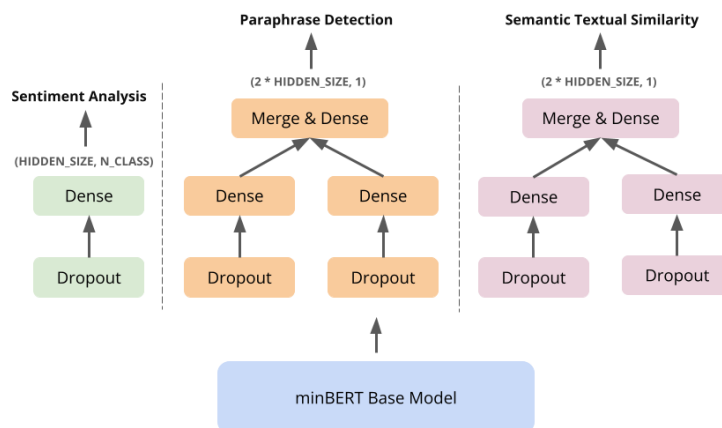 Paraphrase Detection
Semantic Textual Similarity
(2 * HIDDEN_SIZE, 1)
(2 * HIDDEN_SIZE, 1)
Sentiment Analysis
Merge & Dense
Merge & Dense
(HIDDEN_SIZE, N_CLASS)
Dense
Dense
Dense
Dense
Dense
Dropout
Dropout
Dropout
Dropout
Dropout
minBERT Base Model